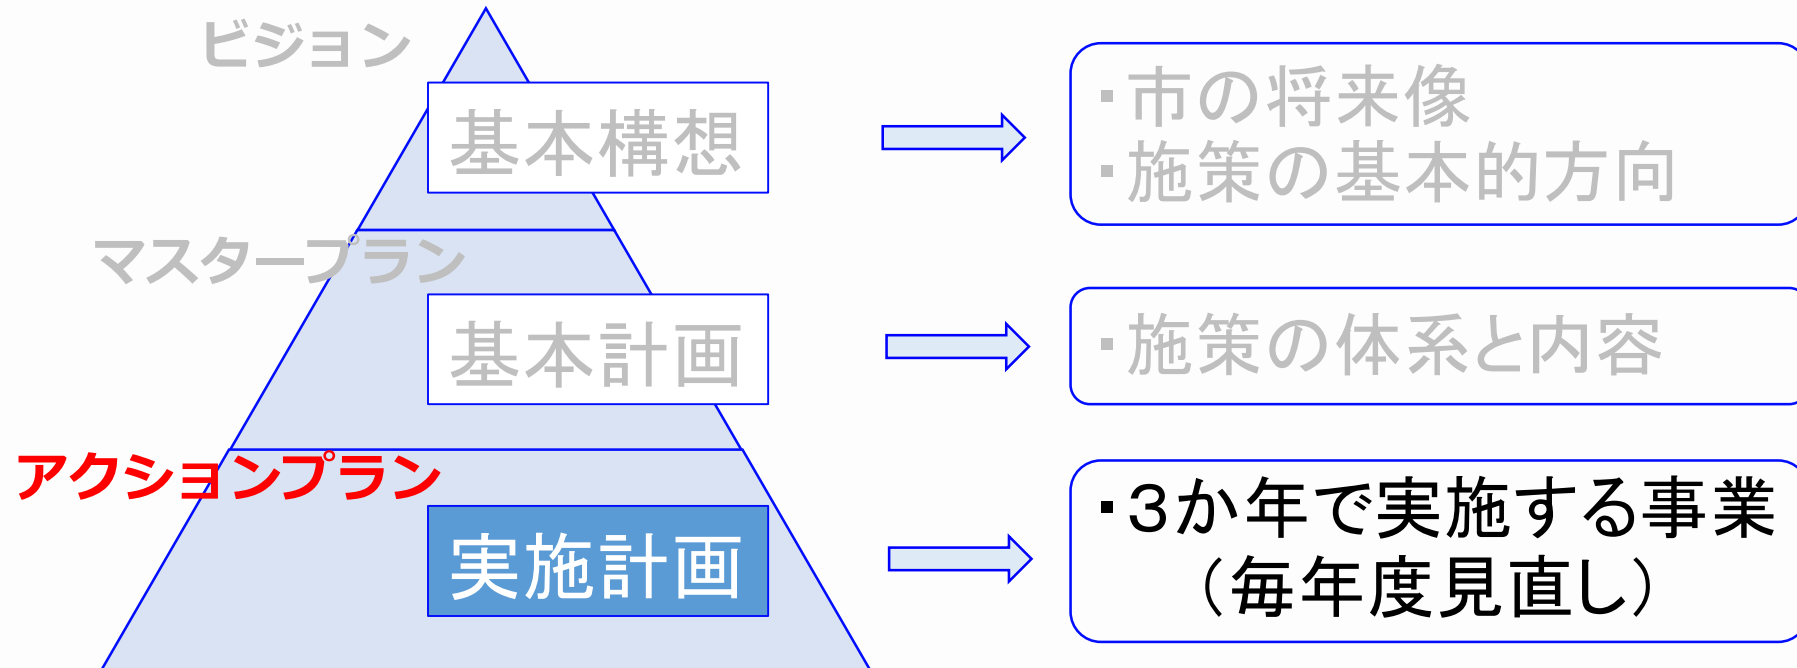 ビジョン
基本構想
・市の将来像
・施策の基本的方向
マスタープラン
基本計画
・施策の体系と内容
アクションプラン
実施計画
・３か年で実施する事業
（毎年度見直し）